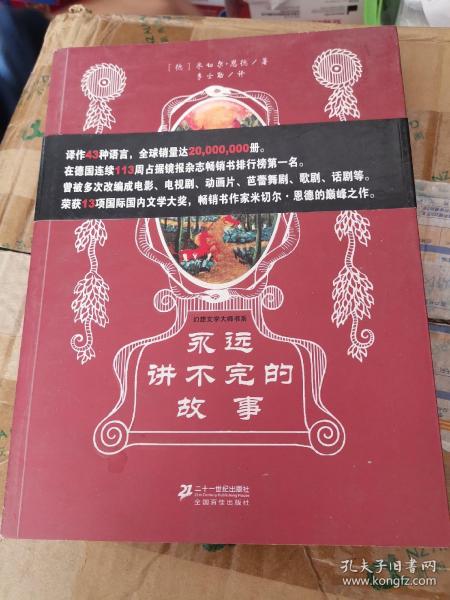 [德]米切尔·恩德/著
李士勋/译
译作43种语言，全球销量达20,000,000册。
在德国连续113周占据镜报杂志畅销书排行榜第一名。
曾被多次改编成电影、电视剧、动画片、芭蕾舞剧、歌剧、话剧等。
荣获13项国际国内文学大奖，畅销书作家米切尔·恩德的巅峰之作。
幻想文学大师书系
永远
讲不完的
故事
21 二十一世纪出版社
21st Century Publishing House
全国百佳出版社
孔夫子旧书网
www.kongfz.com